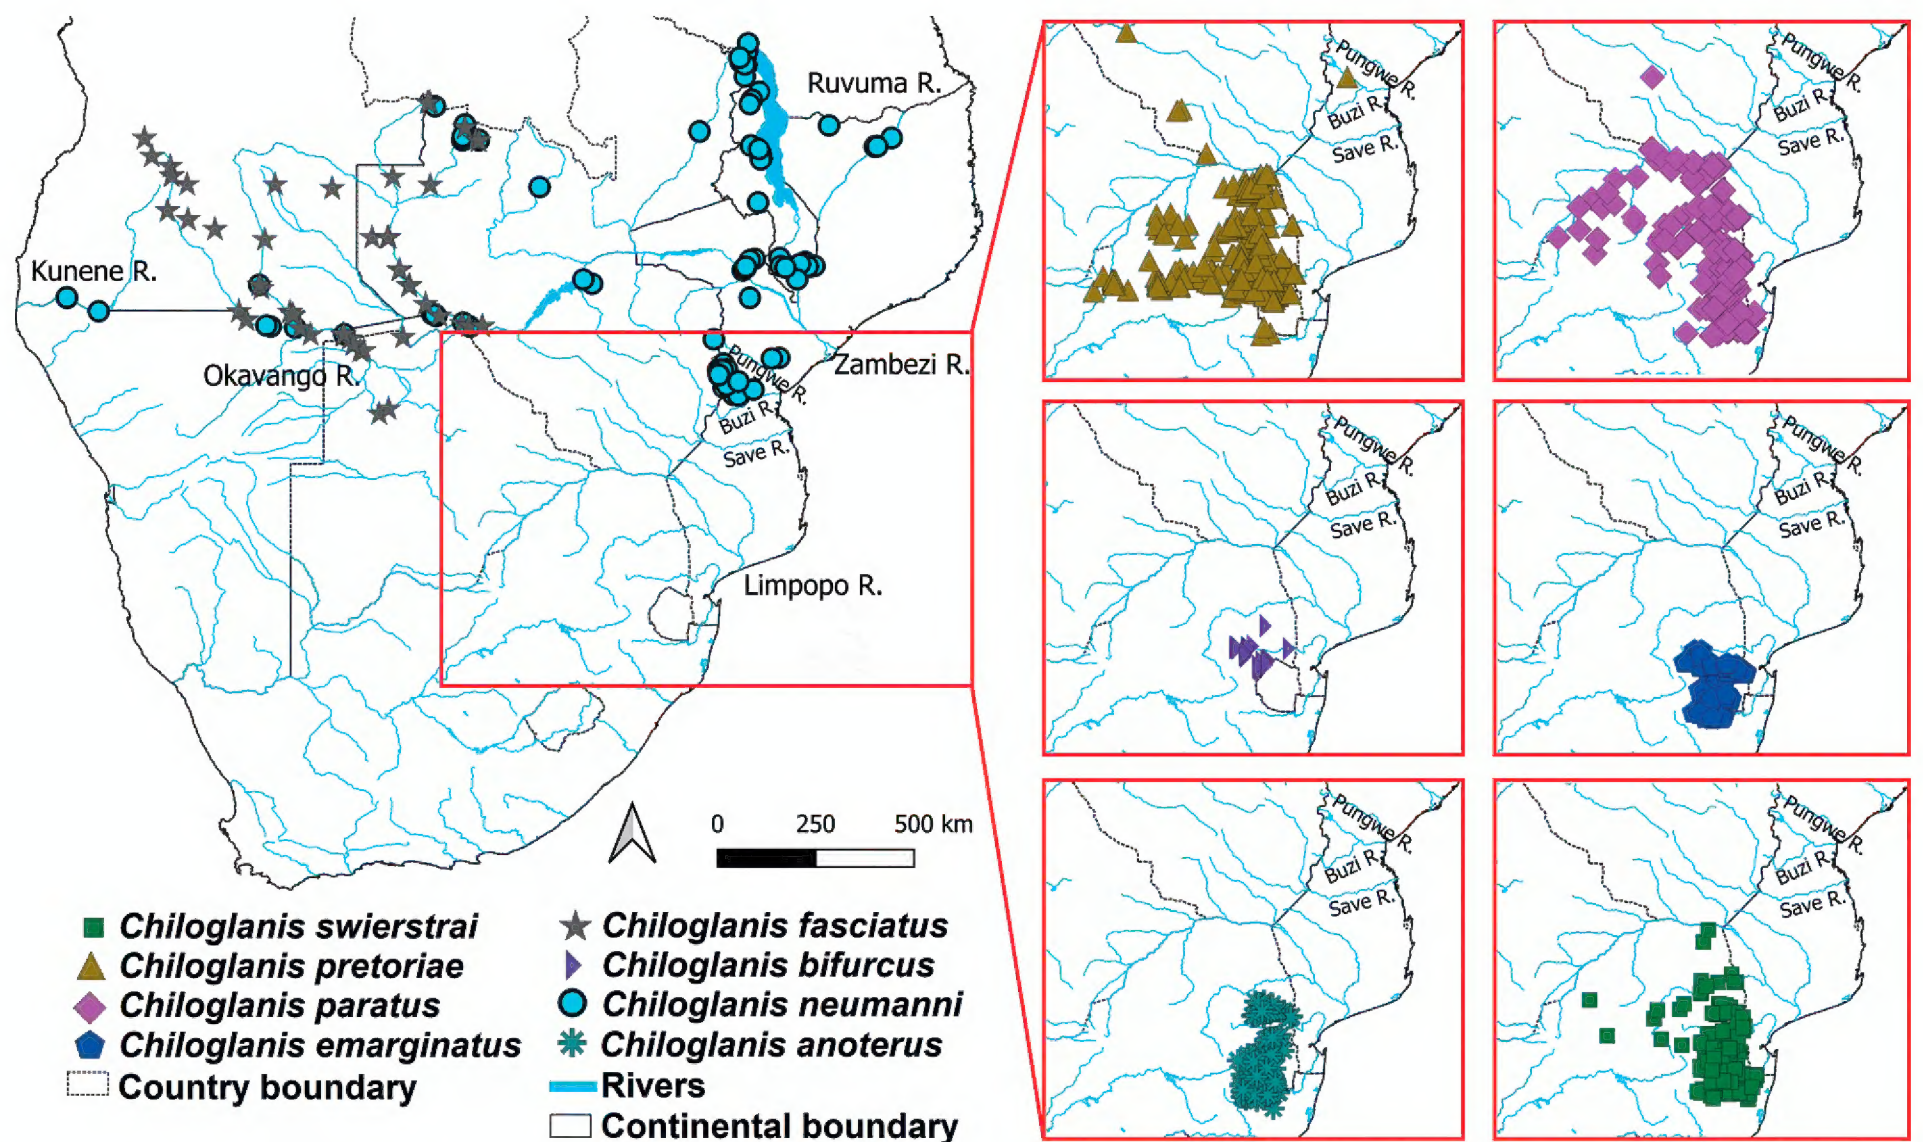 Ruvuma R.
Kunene R.
Okavango R.
Zambezi R.
Pungwe R.
Buzi R.
Save R.
Limpopo R.
0 250 500 km
Pungwe R.
Buzi R.
Save R.
Pungwe R.
Buzi R.
Save R.
Pungwe R.
Buzi R.
Save R.
Pungwe R.
Buzi R.
Save R.
Pungwe R.
Buzi R.
Save R.
Pungwe R.
Buzi R.
Save R.
Chiloglanis swierstrai
Chiloglanis pretoriae
Chiloglanis paratus
Chiloglanis emarginatus
Country boundary
Chiloglanis fasciatus
Chiloglanis bifurcus
Chiloglanis neumanni
Chiloglanis anoterus
Rivers
Continental boundary